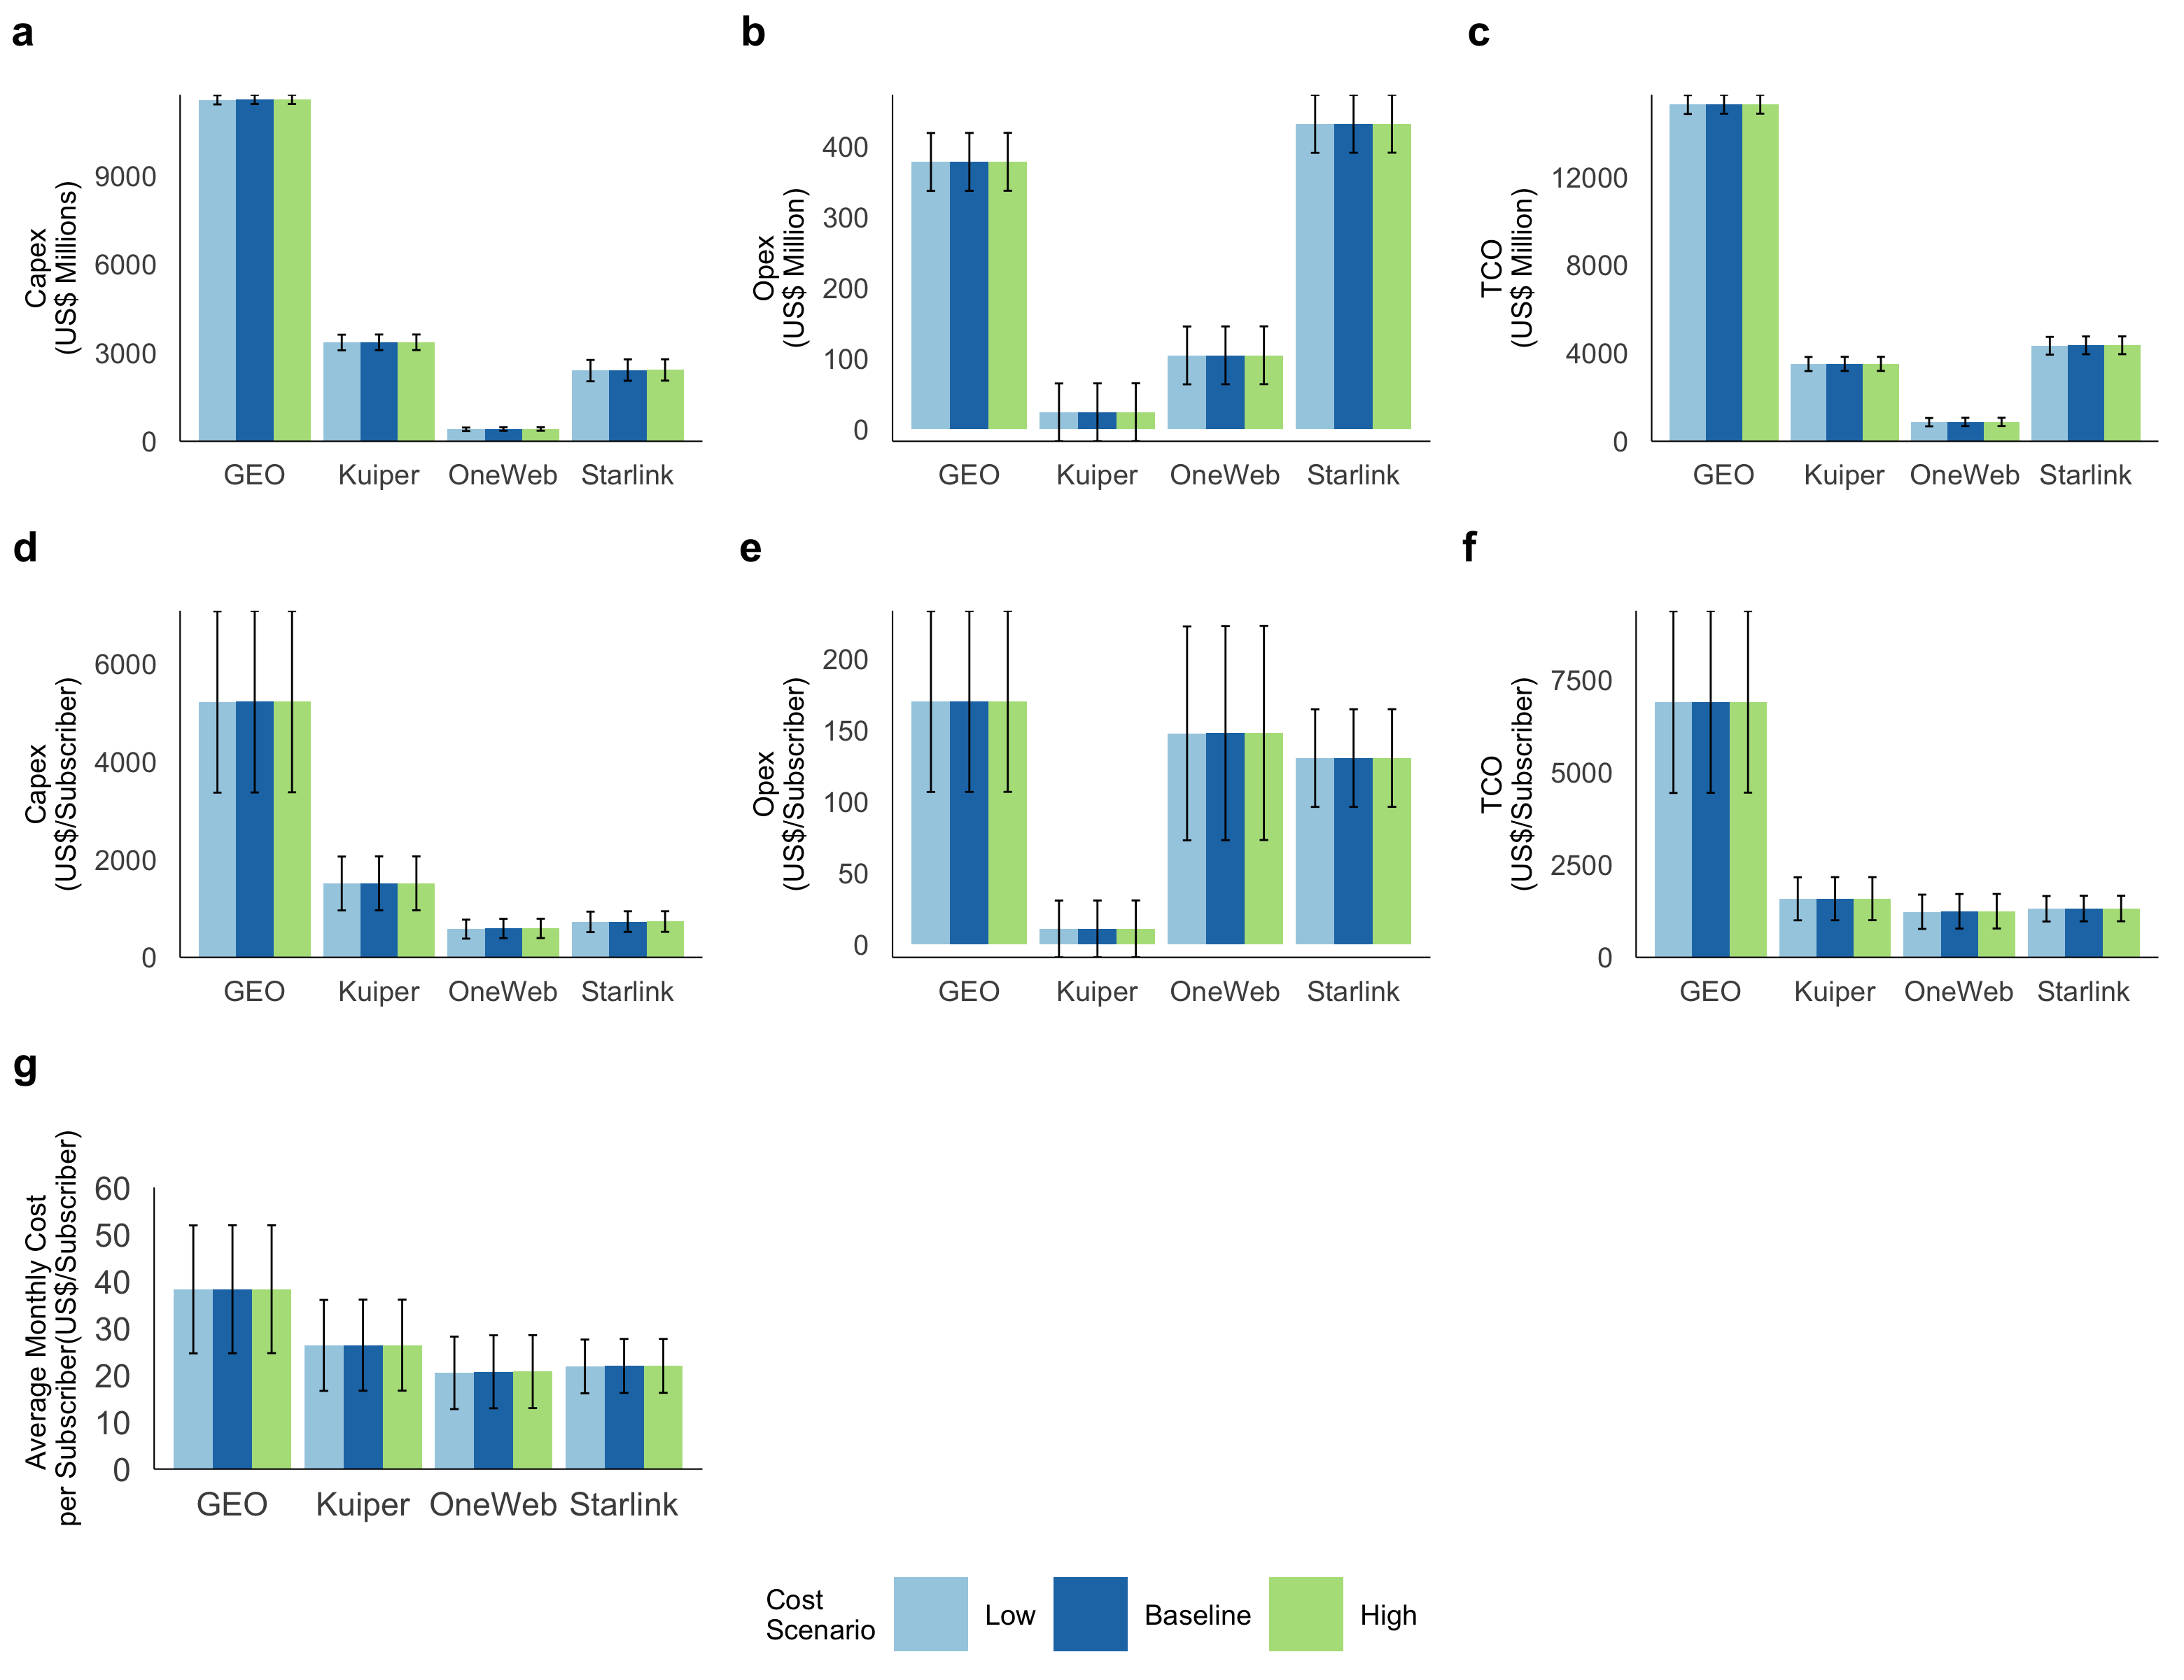 a
Capex
(US$ Millions)
9000
6000
3000
0
GEO Kuiper OneWeb Starlink
b
Opex
(US$ Million)
400
300
200
100
0
GEO Kuiper OneWeb Starlink
c
TCO
(US$ Million)
12000
8000
4000
0
GEO Kuiper OneWeb Starlink
d
Capex
(US$/Subscriber)
6000
4000
2000
0
GEO Kuiper OneWeb Starlink
e
Opex
(US$/Subscriber)
200
150
100
50
0
GEO Kuiper OneWeb Starlink
f
TCO
(US$/Subscriber)
7500
5000
2500
0
GEO Kuiper OneWeb Starlink
g
Average Monthly Cost
per Subscriber(US$/Subscriber)
60
50
40
30
20
10
0
GEO Kuiper OneWeb Starlink
Cost
Scenario
Low Baseline High